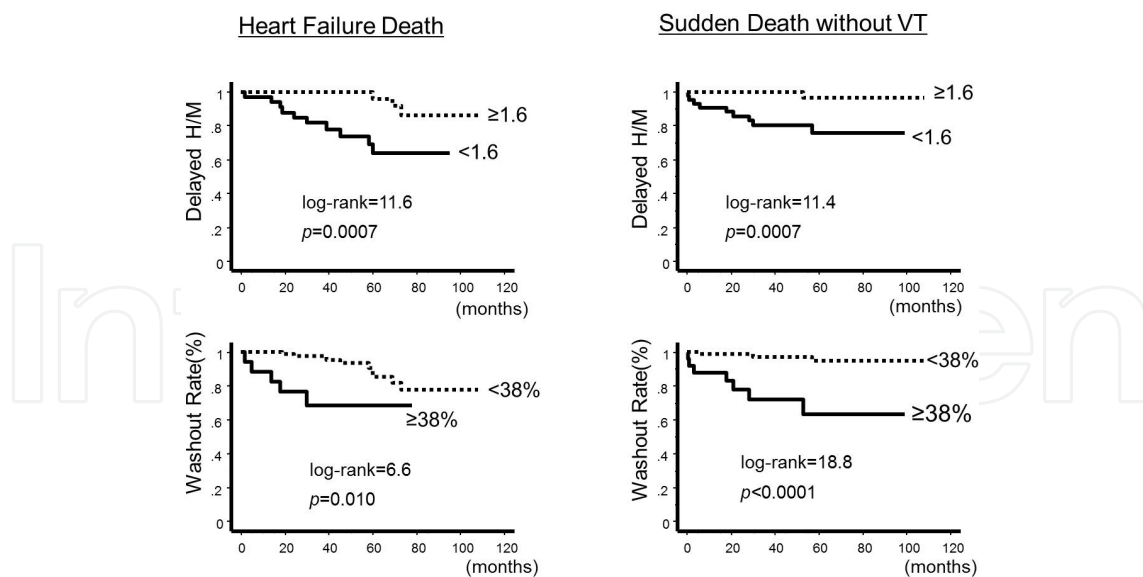 Heart Failure Death
Sudden Death without VT
Delayed H/M
1
.8
.6
.4
.2
0
≥1.6
<1.6
log-rank=11.6
p=0.0007
0 20 40 60 80 100 120
(months)
Delayed H/M
1
.8
.6
.4
.2
0
≥1.6
<1.6
log-rank=11.4
p=0.0007
0 20 40 60 80 100 120
(months)
Washout Rate(%)
1
.8
.6
.4
.2
0
<38%
≥38%
log-rank=6.6
p=0.010
0 20 40 60 80 100 120
(months)
Washout Rate(%)
1
.8
.6
.4
.2
0
<38%
≥38%
log-rank=18.8
p<0.0001
0 20 40 60 80 100 120
(months)